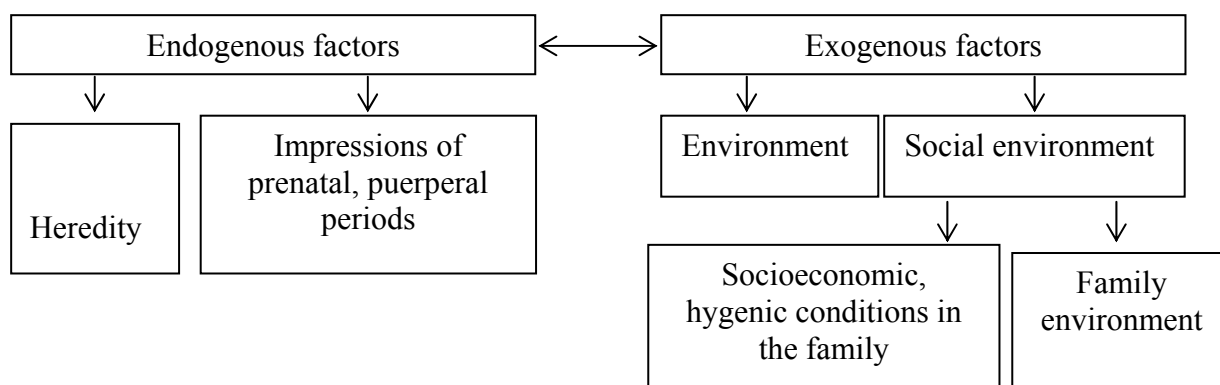 Endogenous factors
Exogenous factors
Heredity
Impressions of
prenatal, puerperal
periods
Environment
Social environment
Socioeconomic,
hygenic conditions in
the family
Family
environment